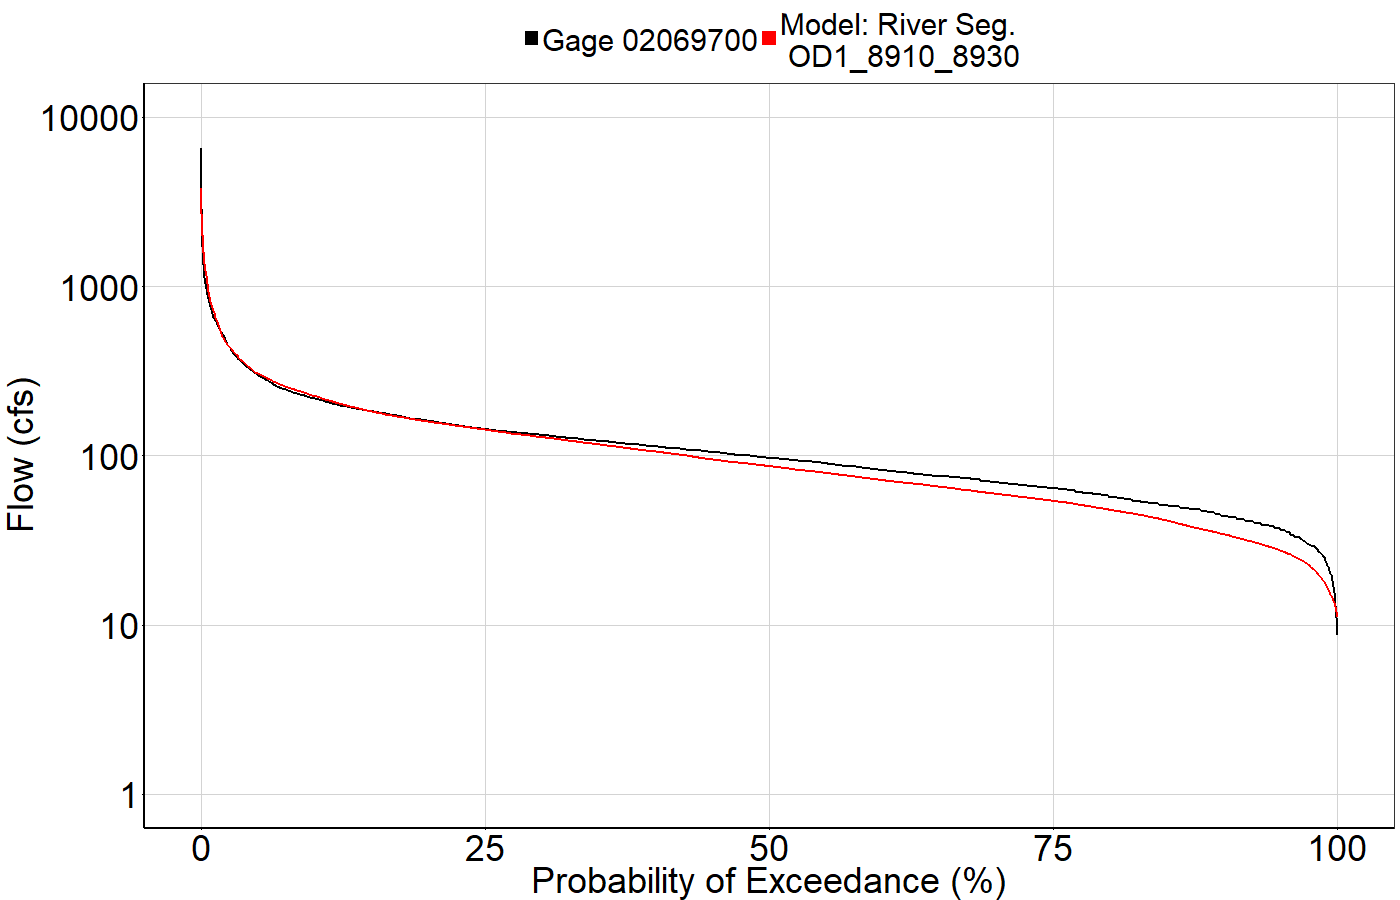 Gage 02069700
Model: River Seg.
OD1_8910_8930
10000
1000
100
10
1
Flow (cfs)
0 25 50 75 100
Probability of Exceedance (%)